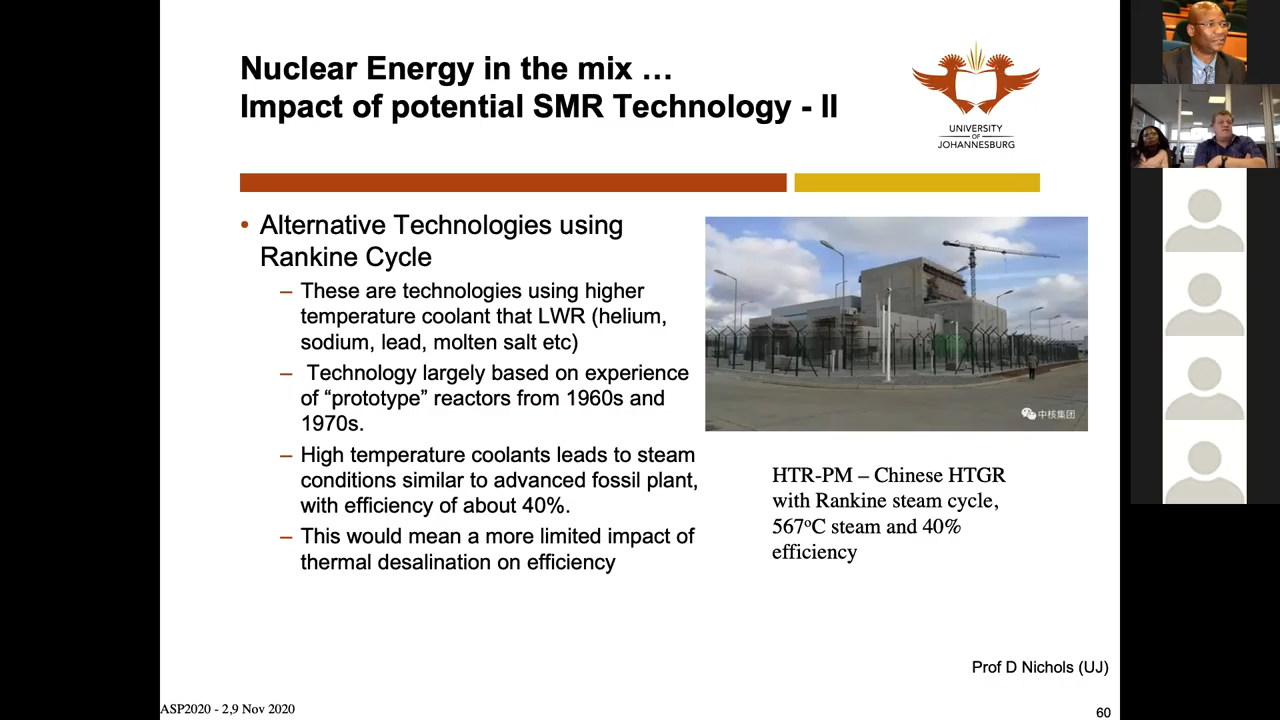 Nuclear Energy in the mix …
Impact of potential SMR Technology - II
UNIVERSITY
OF
JOHANNESBURG
• Alternative Technologies using
Rankine Cycle
– These are technologies using higher
temperature coolant that LWR (helium,
sodium, lead, molten salt etc)
– Technology largely based on experience
of “prototype” reactors from 1960s and
1970s.
– High temperature coolants leads to steam
conditions similar to advanced fossil plant,
with efficiency of about 40%.
– This would mean a more limited impact of
thermal desalination on efficiency
中核集团
HTR-PM – Chinese HTGR
with Rankine steam cycle,
567°C steam and 40%
efficiency
Prof D Nichols (UJ)
ASP2020 - 2,9 Nov 2020
60